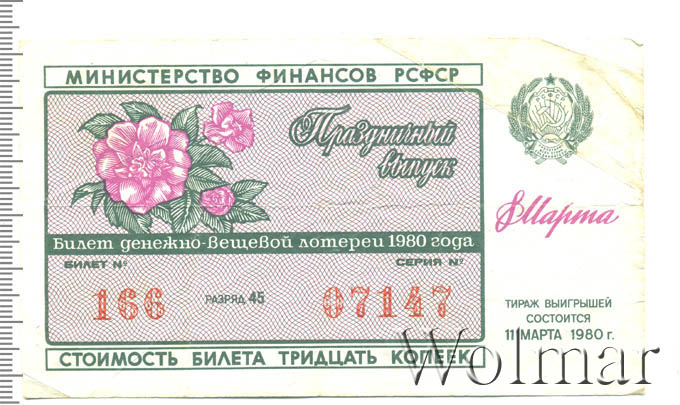 МИНИСТЕРСТВО ФИНАНСОВ РСФСР
Праздничный
выпуск
8 Марта
Билет денежно-вещевой лотереи 1980 года
БИЛЕТ №
СЕРИЯ №
166
РАЗРЯД 45
07147
ТИРАЖ ВЫИГРЫШЕЙ
СОСТОИТСЯ
11 МАРТА 1980 г.
СТОИМОСТЬ БИЛЕТА ТРИДЦАТЬ КОПЕЕК
Wolmar